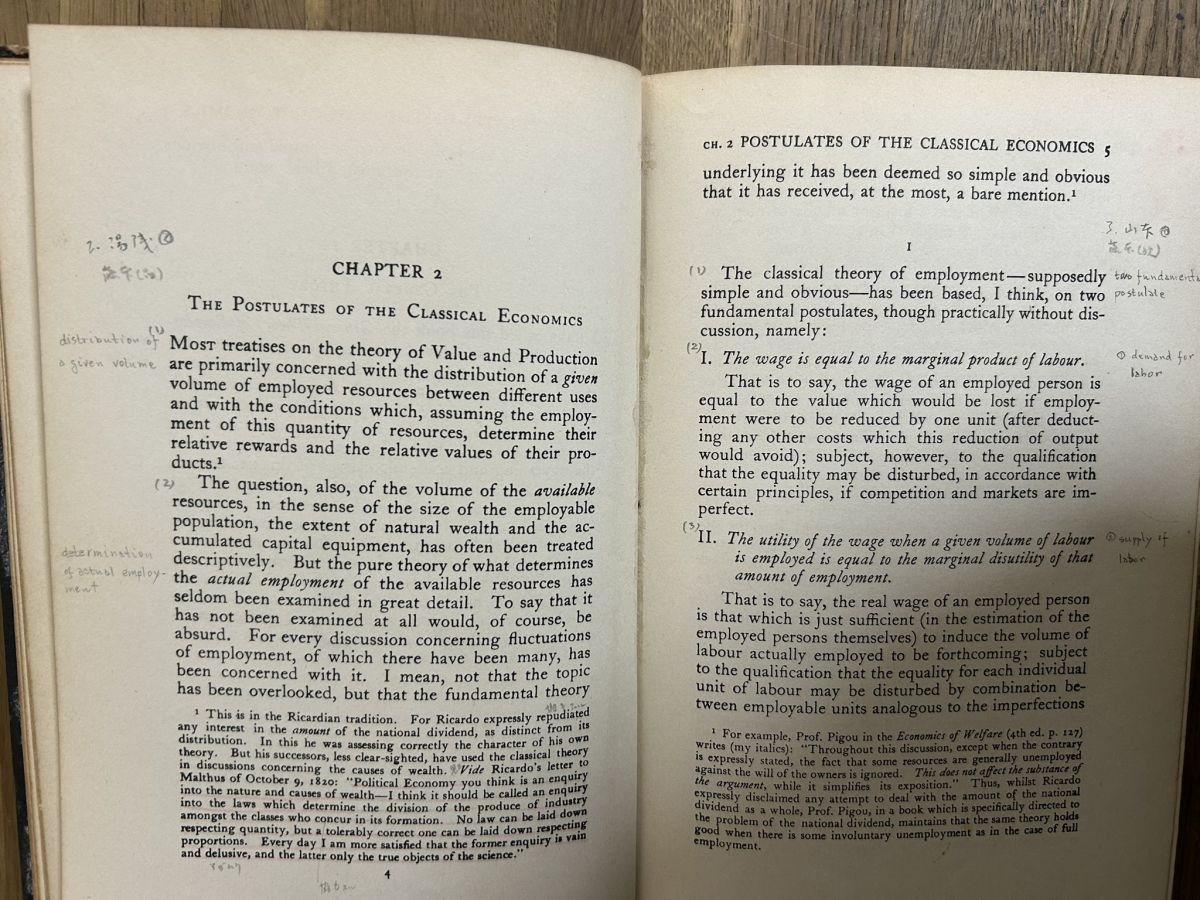 CHAPTER 2
THE POSTULATES OF THE CLASSICAL ECONOMICS
distribution of
a given volume
(1)
MOST treatises on the theory of Value and Production
are primarily concerned with the distribution of a given
volume of employed resources between different uses
and with the conditions which, assuming the employ-
ment of this quantity of resources, determine their
relative rewards and the relative values of their pro-
ducts.¹
(2) The question, also, of the volume of the available
resources, in the sense of the size of the employable
population, the extent of natural wealth and the ac-
cumulated capital equipment, has often been treated
descriptively. But the pure theory of what determines
the actual employment of the available resources has
seldom been examined in great detail. To say that it
has not been examined at all would, of course, be
absurd. For every discussion concerning fluctuations
of employment, of which there have been many, has
been concerned with it. I mean, not that the topic
has been overlooked, but that the fundamental theory
determination
of actual employ-
ment
¹ This is in the Ricardian tradition. For Ricardo expressly repudiated
any interest in the amount of the national dividend, as distinct from its
distribution. In this he was assessing correctly the character of his own
theory. But his successors, less clear-sighted, have used the classical theory
in discussions concerning the causes of wealth. Vide Ricardo's letter to
Malthus of October 9, 1820: "Political Economy you think is an enquiry
into the nature and causes of wealth—I think it should be called an enquiry
into the laws which determine the division of the produce of industry
amongst the classes who concur in its formation. No law can be laid down
respecting quantity, but a tolerably correct one can be laid down respecting
proportions. Every day I am more satisfied that the former enquiry is vain
and delusive, and the latter only the true objects of the science."
4
CH. 2 POSTULATES OF THE CLASSICAL ECONOMICS 5
underlying it has been deemed so simple and obvious
that it has received, at the most, a bare mention.¹
3. 山本
I
(1) The classical theory of employment—supposedly
simple and obvious—has been based, I think, on two
fundamental postulates, though practically without dis-
cussion, namely:
two fundamental
postulate
(2) I. The wage is equal to the marginal product of labour.
① demand for
labor
That is to say, the wage of an employed person is
equal to the value which would be lost if employ-
ment were to be reduced by one unit (after deduct-
ing any other costs which this reduction of output
would avoid); subject, however, to the qualification
that the equality may be disturbed, in accordance with
certain principles, if competition and markets are im-
perfect.
(3) II. The utility of the wage when a given volume of labour
is employed is equal to the marginal disutility of that
amount of employment.
② supply of
labor
That is to say, the real wage of an employed person
is that which is just sufficient (in the estimation of the
employed persons themselves) to induce the volume of
labour actually employed to be forthcoming; subject
to the qualification that the equality for each individual
unit of labour may be disturbed by combination be-
tween employable units analogous to the imperfections
¹ For example, Prof. Pigou in the Economics of Welfare (4th ed. p. 127)
writes (my italics): "Throughout this discussion, except when the contrary
is expressly stated, the fact that some resources are generally unemployed
against the will of the owners is ignored. This does not affect the substance of
the argument, while it simplifies its exposition." Thus, whilst Ricardo
expressly disclaimed any attempt to deal with the amount of the national
dividend as a whole, Prof. Pigou, in a book which is specifically directed to
the problem of the national dividend, maintains that the same theory holds
good when there is some involuntary unemployment as in the case of full
employment.